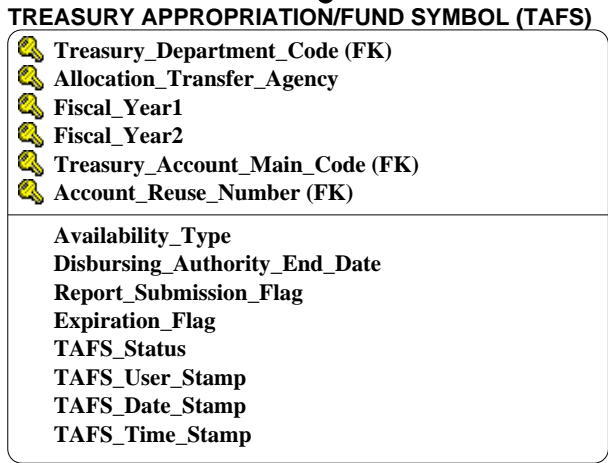 TREASURY APPROPRIATION/FUND SYMBOL (TAFS)
Treasury_Department_Code (FK)
Allocation_Transfer_Agency
Fiscal_Year1
Fiscal_Year2
Treasury_Account_Main_Code (FK)
Account_Reuse_Number (FK)
Availability_Type
Disbursing_Authority_End_Date
Report_Submission_Flag
Expiration_Flag
TAFS_Status
TAFS_User_Stamp
TAFS_Date_Stamp
TAFS_Time_Stamp